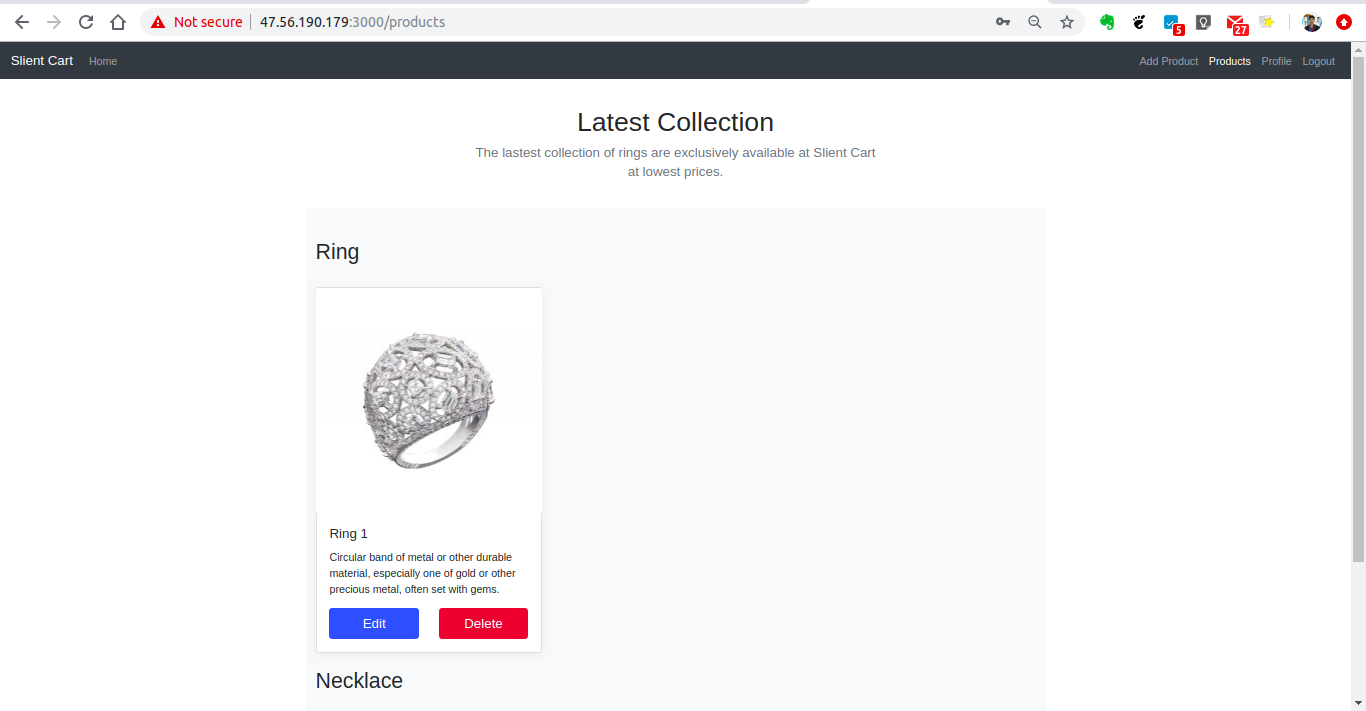 Not secure 47.56.190.179:3000/products
5
27
Slient Cart Home Add Product Products Profile Logout
Latest Collection
The lastest collection of rings are exclusively available at Slient Cart
at lowest prices.
Ring
Ring 1
Circular band of metal or other durable
material, especially one of gold or other
precious metal, often set with gems.
Edit Delete
Necklace